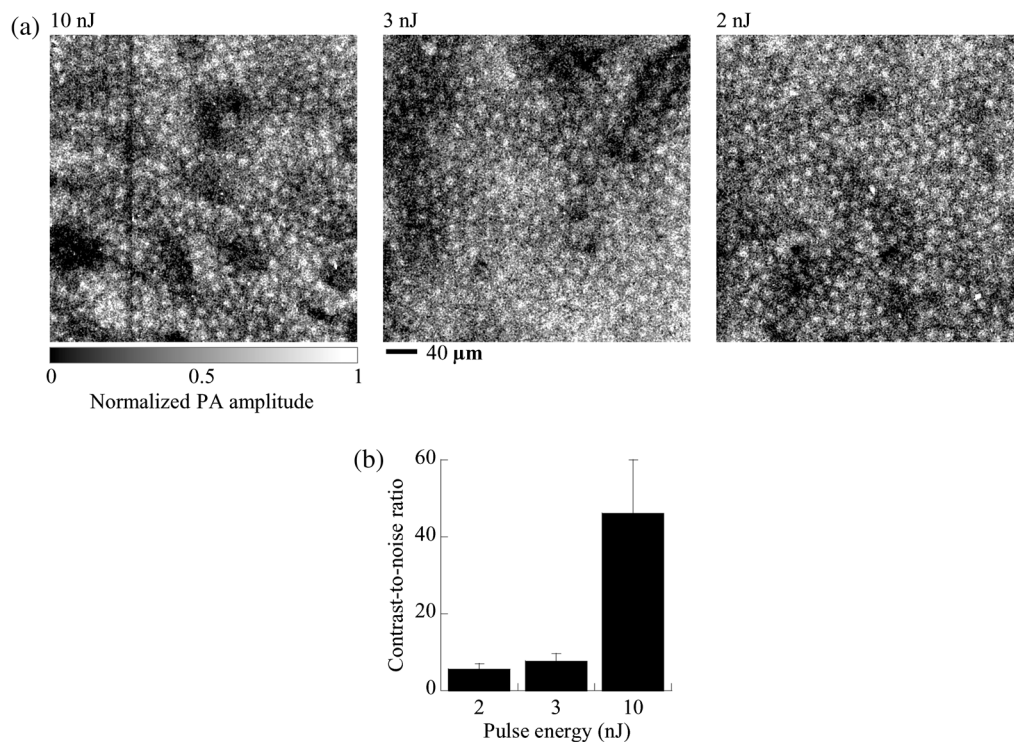 (a)
10 nJ
3 nJ
2 nJ
0 0.5 1
Normalized PA amplitude
40 µm
(b)
Contrast-to-noise ratio
60
40
20
0
2 3 10
Pulse energy (nJ)